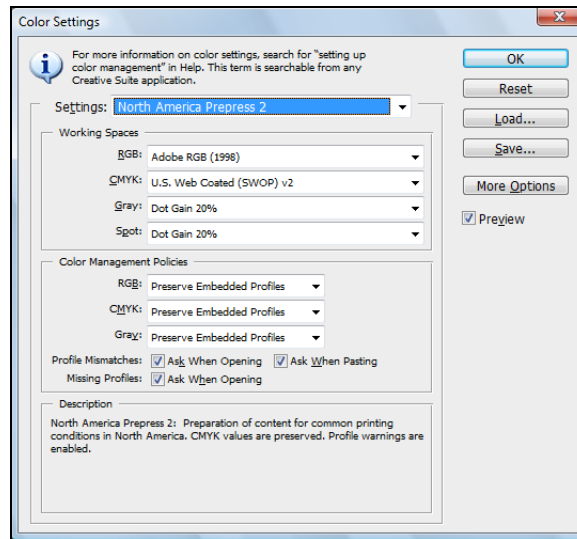 Color Settings
For more information on color settings, search for "setting up
color management" in Help. This term is searchable from any
Creative Suite application.
Settings: North America Prepress 2
Working Spaces
RGB: Adobe RGB (1998)
CMYK: U.S. Web Coated (SWOP) v2
Gray: Dot Gain 20%
Spot: Dot Gain 20%
Color Management Policies
RGB: Preserve Embedded Profiles
CMYK: Preserve Embedded Profiles
Gray: Preserve Embedded Profiles
Profile Mismatches: Ask When Opening Ask When Pasting
Missing Profiles: Ask When Opening
Description
North America Prepress 2: Preparation of content for common printing
conditions in North America. CMYK values are preserved. Profile warnings are
enabled.
OK
Reset
Load...
Save...
More Options
Preview